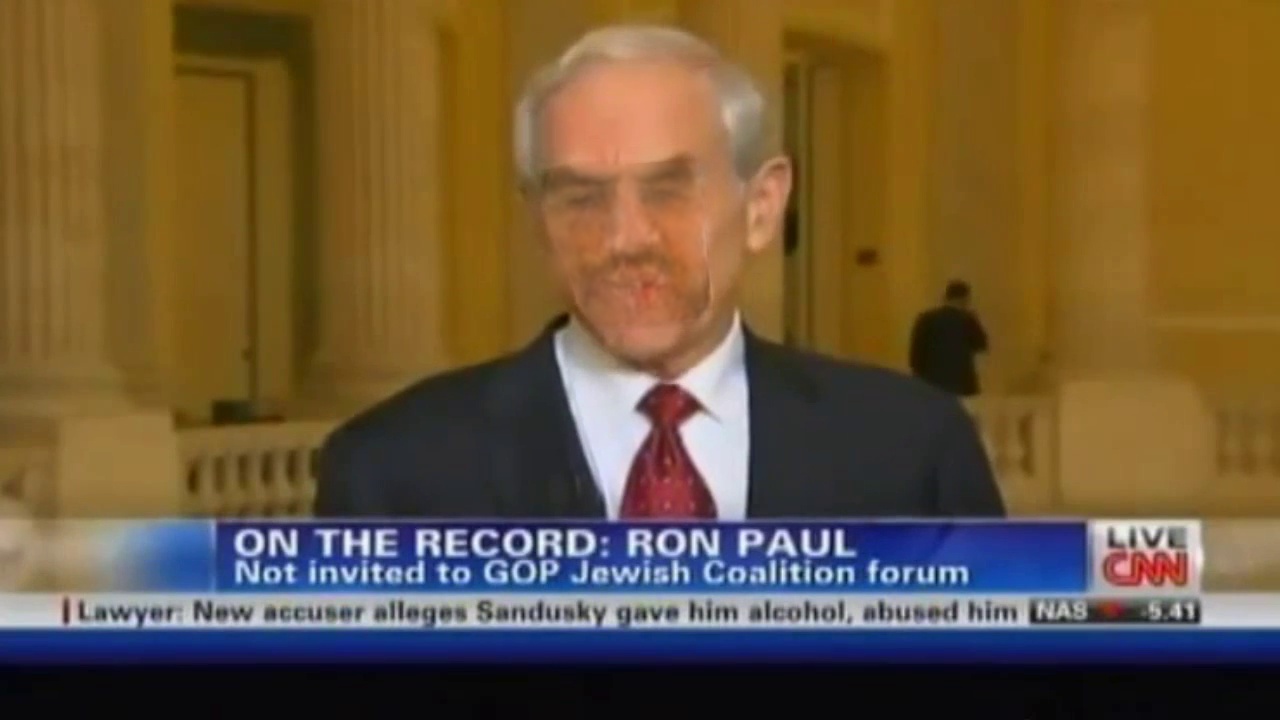 ON THE RECORD: RON PAUL
Not invited to GOP Jewish Coalition forum
LIVE
CNN
Lawyer: New accuser alleges Sandusky gave him alcohol, abused him
NAS -5.41